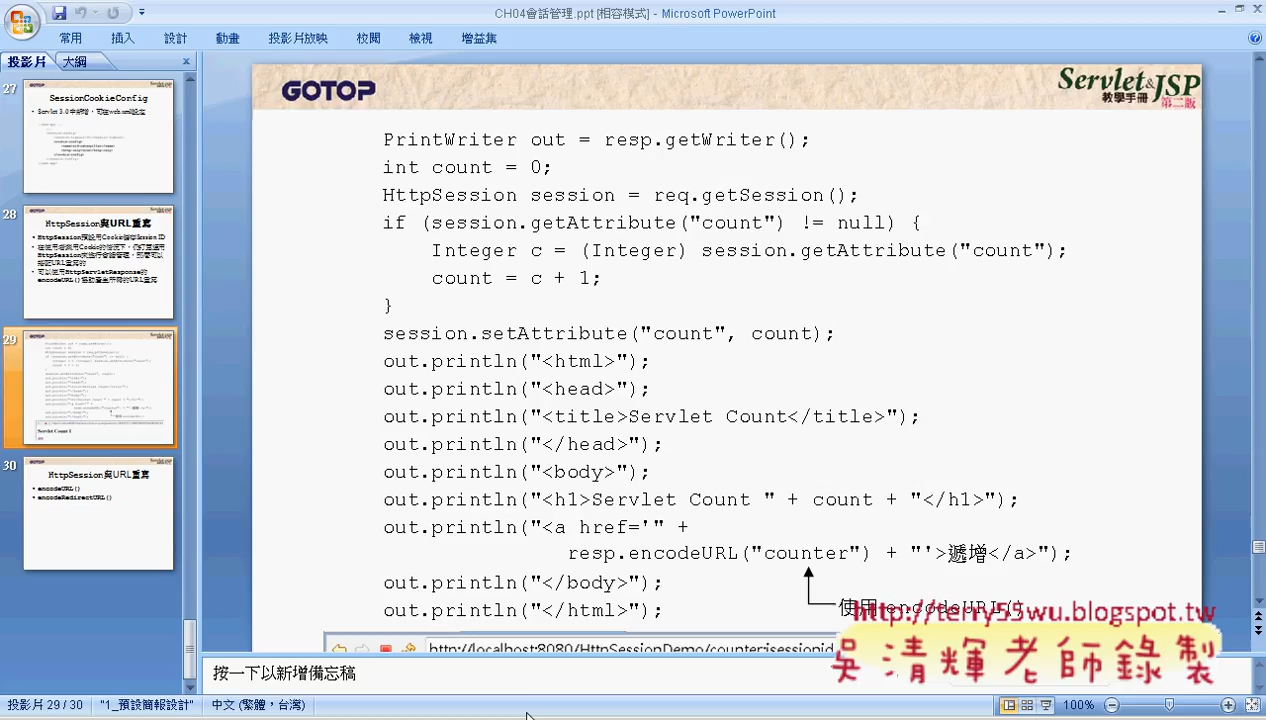 CH04會話管理.ppt [相容模式] - Microsoft PowerPoint
常用 插入 設計 動畫 投影片放映 校閱 檢視 增益集
投影片 大綱
27
SessionCookieConfig
28
HttpSession與URL重寫
29
30
HttpSession與URL重寫
encodeURL()
encodeRedirectURL()
GOTOP
Servlet&JSP
教學手冊 第二版
PrintWriter out = resp.getWriter();
int count = 0;
HttpSession session = req.getSession();
if (session.getAttribute("count") != null) {
Integer c = (Integer) session.getAttribute("count");
count = c + 1;
}
session.setAttribute("count", count);
out.println("<html>");
out.println("<head>");
out.println("<title>Servlet Count</title>");
out.println("</head>");
out.println("<body>");
out.println("<h1>Servlet Count " + count + "</h1>");
out.println("<a href='" +
resp.encodeURL("counter") + "'>遞增</a>");
out.println("</body>");
out.println("</html>");
使用 encodeURL()
http://terry55wu.blogspot.tw
http://localhost:8080/HttpSessionDemo/counter;jsessionid
吳清輝老師錄製
按一下以新增備忘稿
投影片 29 / 30 "1_預設簡報設計" 中文 (繁體，台灣) 100%